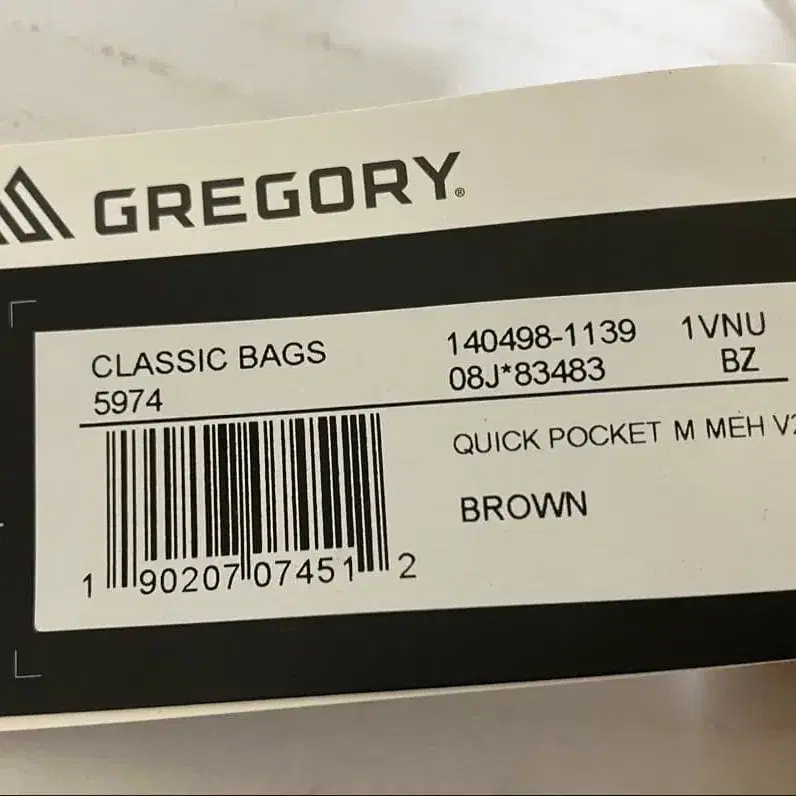 GREGORY®
CLASSIC BAGS
5974
140498-1139 1VNU
08J*83483 BZ
QUICK POCKET M MEH
BROWN
1 90207 07451 2